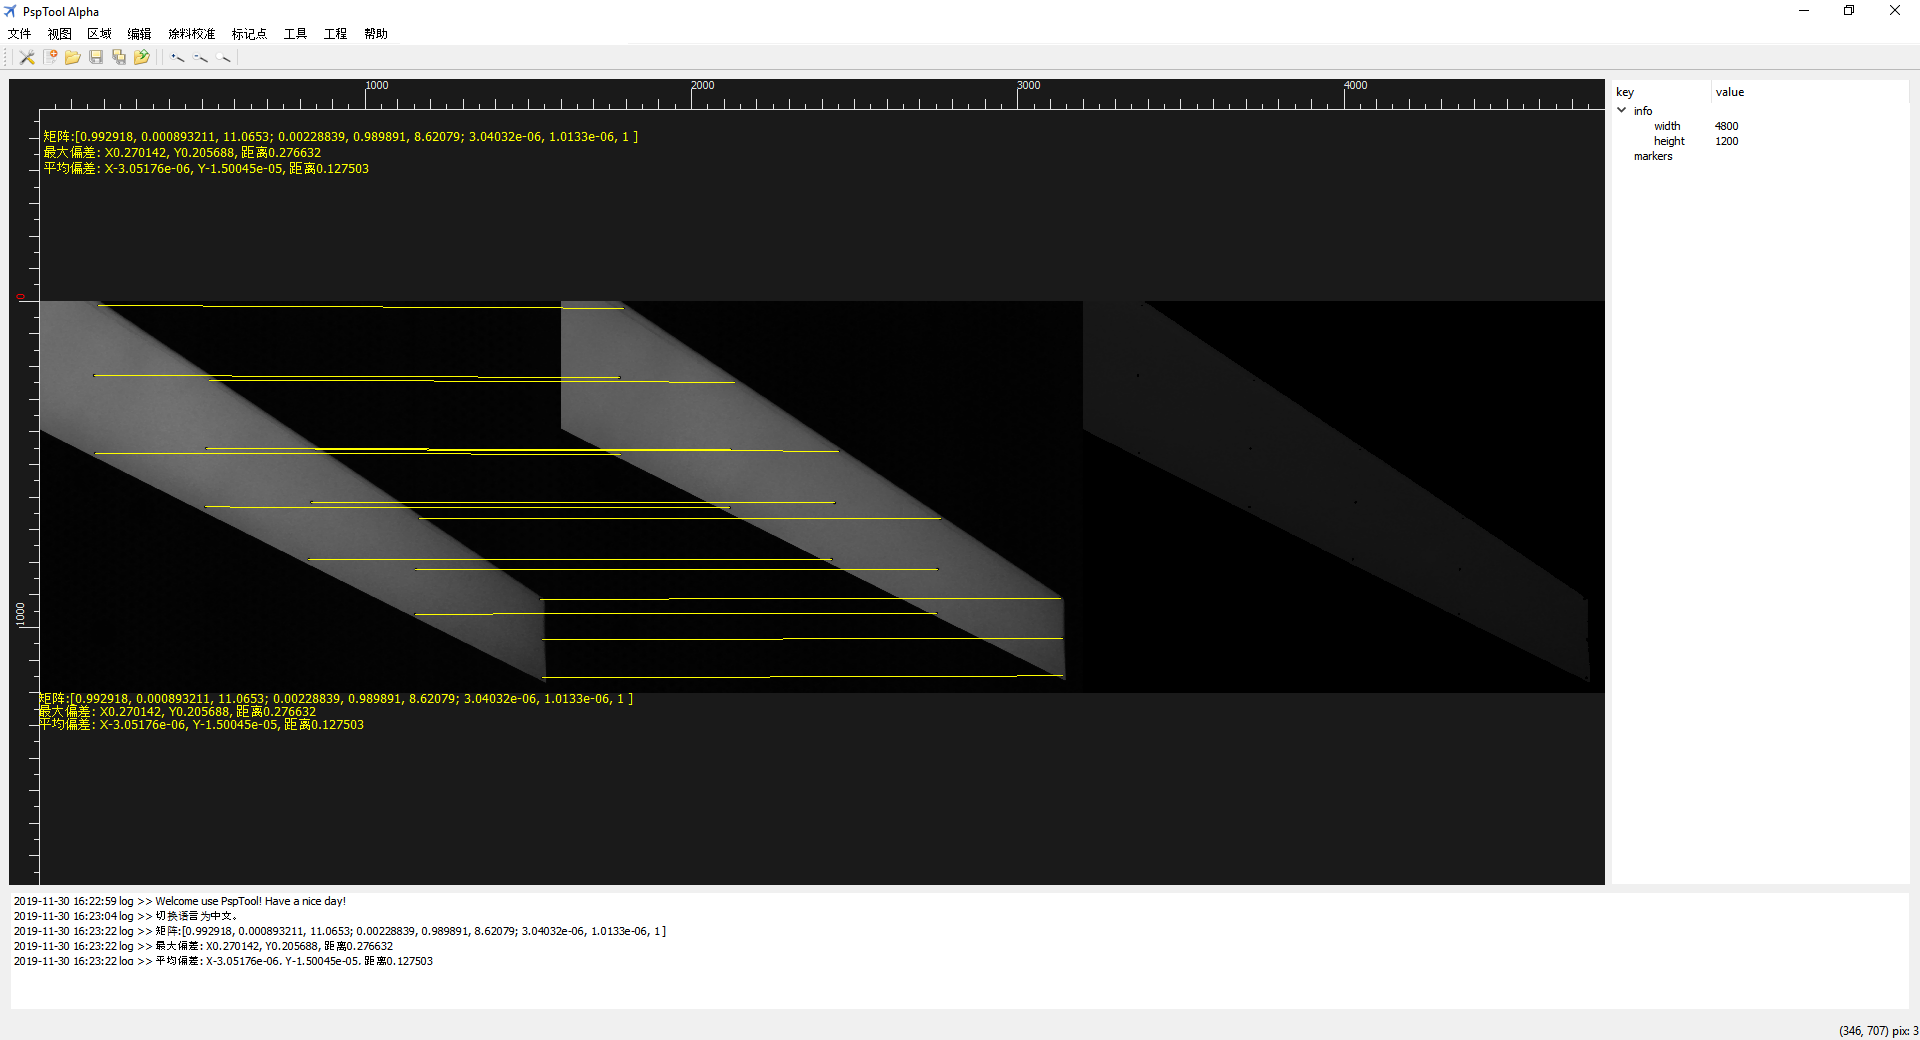 PspTool Alpha
文件 视图 区域 编辑 涂料校准 标记点 工具 工程 帮助
1000 2000 3000 4000
矩阵:[0.992918, 0.000893211, 11.0653; 0.00228839, 0.989891, 8.62079; 3.04032e-06, 1.0133e-06, 1 ]
最大偏差: X0.270142, Y0.205688, 距离0.276632
平均偏差: X-3.05176e-06, Y-1.50045e-05, 距离0.127503
0
1000
矩阵:[0.992918, 0.000893211, 11.0653; 0.00228839, 0.989891, 8.62079; 3.04032e-06, 1.0133e-06, 1 ]
最大偏差: X0.270142, Y0.205688, 距离0.276632
平均偏差: X-3.05176e-06, Y-1.50045e-05, 距离0.127503
key value
info
width 4800
height 1200
markers
2019-11-30 16:22:59 log >> Welcome use PspTool! Have a nice day!
2019-11-30 16:23:04 log >> 切换语言为中文。
2019-11-30 16:23:22 log >> 矩阵:[0.992918, 0.000893211, 11.0653; 0.00228839, 0.989891, 8.62079; 3.04032e-06, 1.0133e-06, 1 ]
2019-11-30 16:23:22 log >> 最大偏差: X0.270142, Y0.205688, 距离0.276632
2019-11-30 16:23:22 log >> 平均偏差: X-3.05176e-06, Y-1.50045e-05, 距离0.127503
(346, 707) pix: 3